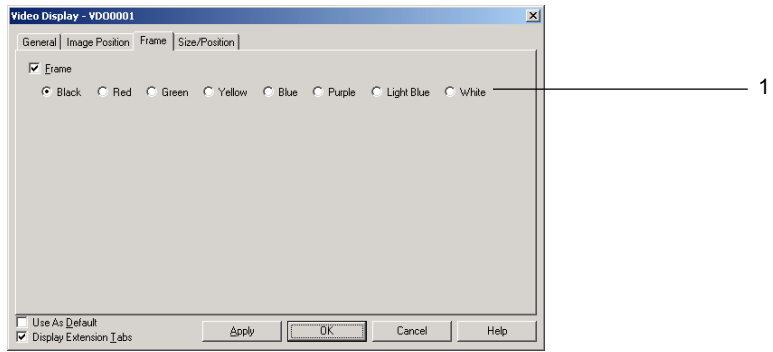 Video Display - VDO0001
General Image Position Frame Size/Position
Frame
Black Red Green Yellow Blue Purple Light Blue White
1
Use As Default
Display Extension Tabs
Apply OK Cancel Help